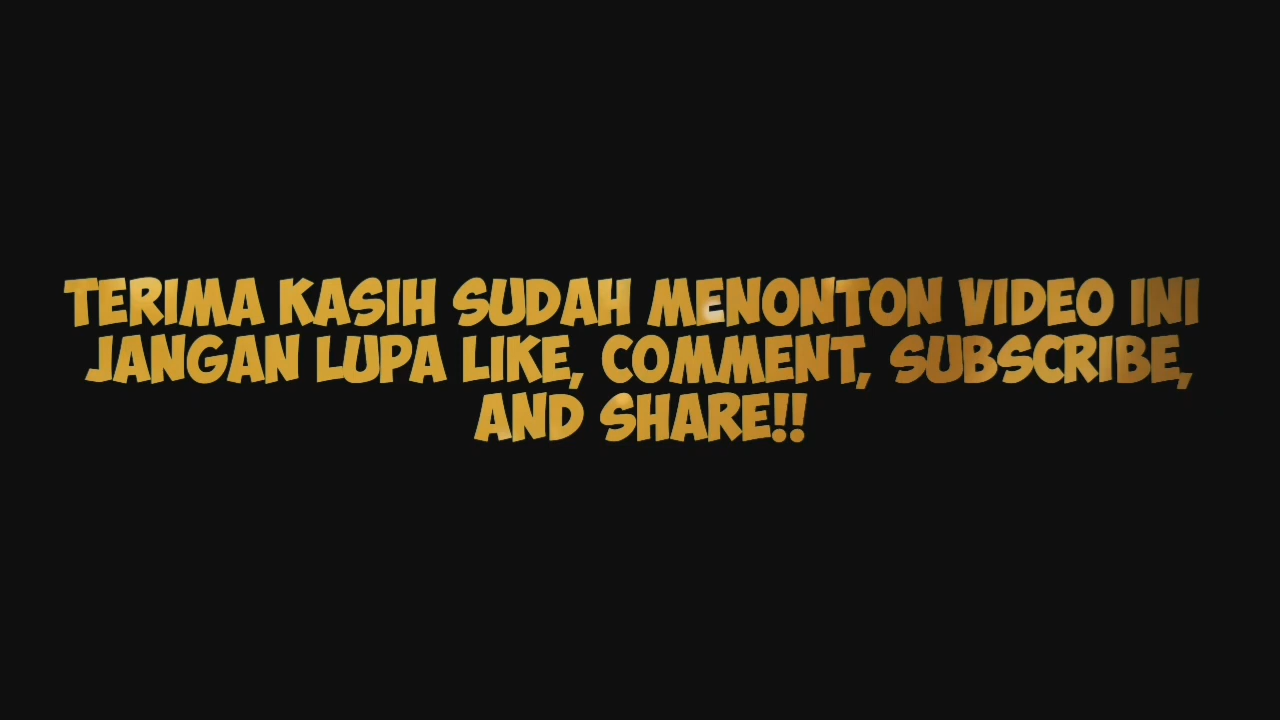 TERIMA KASIH SUDAH MENONTON VIDEO INI
JANGAN LUPA LIKE, COMMENT, SUBSCRIBE,
AND SHARE!!